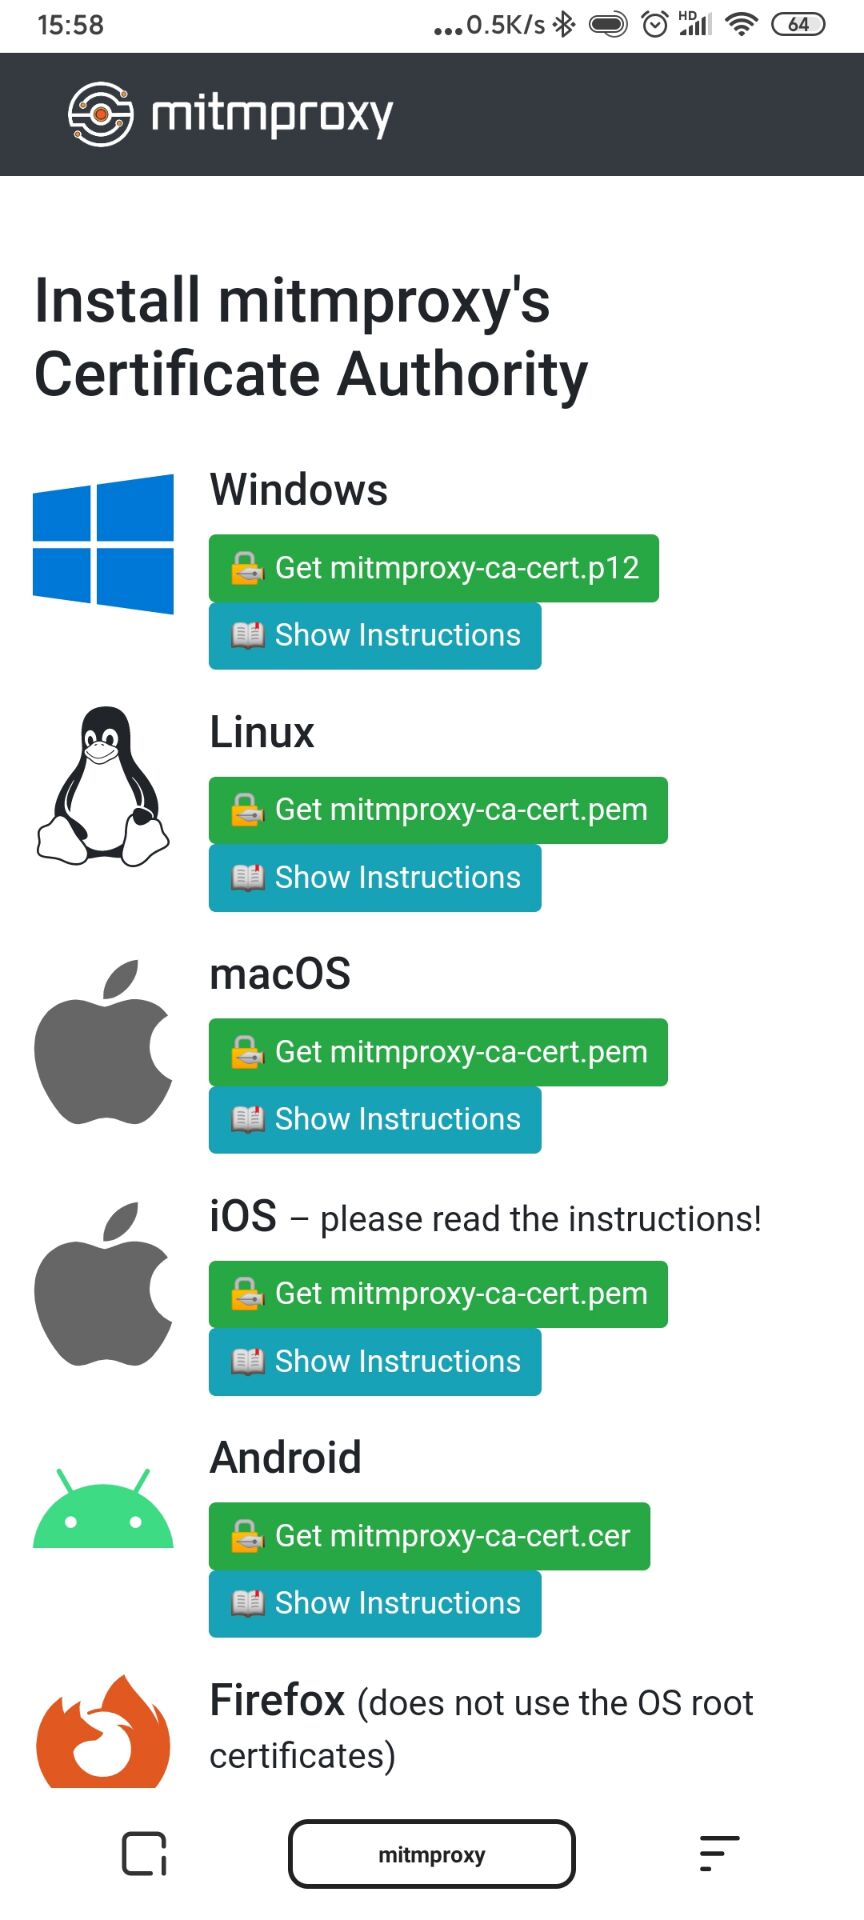 15:58
...0.5K/s HD 64
mitmproxy
Install mitmproxy's
Certificate Authority
Windows
Get mitmproxy-ca-cert.p12
Show Instructions
Linux
Get mitmproxy-ca-cert.pem
Show Instructions
macOS
Get mitmproxy-ca-cert.pem
Show Instructions
iOS – please read the instructions!
Get mitmproxy-ca-cert.pem
Show Instructions
Android
Get mitmproxy-ca-cert.cer
Show Instructions
Firefox (does not use the OS root
certificates)
mitmproxy